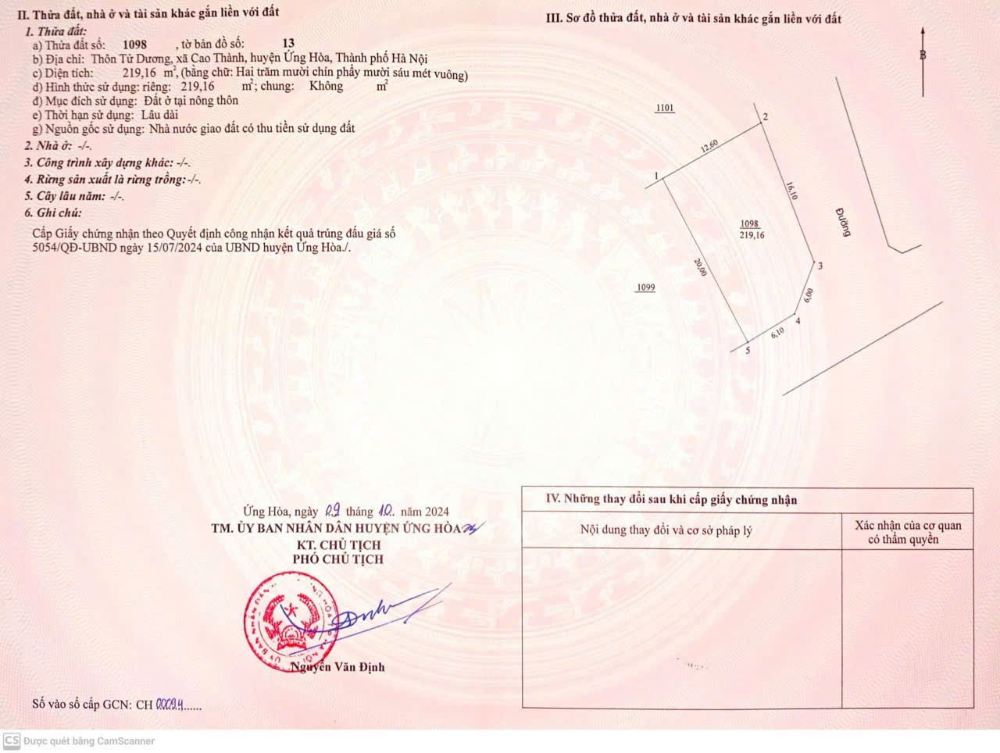 II. Thửa đất, nhà ở và tài sản khác gắn liền với đất
1. Thửa đất:
a) Thửa đất số: 1098 , tờ bản đồ số: 13
b) Địa chỉ: Thôn Tử Dương, xã Cao Thành, huyện Ứng Hòa, Thành phố Hà Nội
c) Diện tích: 219,16 m², (bằng chữ: Hai trăm mười chín phẩy mười sáu mét vuông)
d) Hình thức sử dụng: riêng: 219,16 m²; chung: Không m²
đ) Mục đích sử dụng: Đất ở tại nông thôn
e) Thời hạn sử dụng: Lâu dài
g) Nguồn gốc sử dụng: Nhà nước giao đất có thu tiền sử dụng đất
2. Nhà ở: -/-.
3. Công trình xây dựng khác: -/-.
4. Rừng sản xuất là rừng trồng:-/-.
5. Cây lâu năm: -/-.
6. Ghi chú:
Cấp Giấy chứng nhận theo Quyết định công nhận kết quả trúng đấu giá số
5054/QĐ-UBND ngày 15/07/2024 của UBND huyện Ứng Hòa./.
Ứng Hòa, ngày 09 tháng 10 năm 2024
TM. ỦY BAN NHÂN DÂN HUYỆN ỨNG HÒA
KT. CHỦ TỊCH
PHÓ CHỦ TỊCH
Nguyễn Văn Định
Số vào sổ cấp GCN: CH 00094......
III. Sơ đồ thửa đất, nhà ở và tài sản khác gắn liền với đất
B
1101
2
12,60
1
16,10
Đường
1098
219,16
20,00
3
1099
6,00
4
6,10
5
IV. Những thay đổi sau khi cấp giấy chứng nhận
Nội dung thay đổi và cơ sở pháp lý
Xác nhận của cơ quan
có thẩm quyền
CS Được quét bằng CamScanner